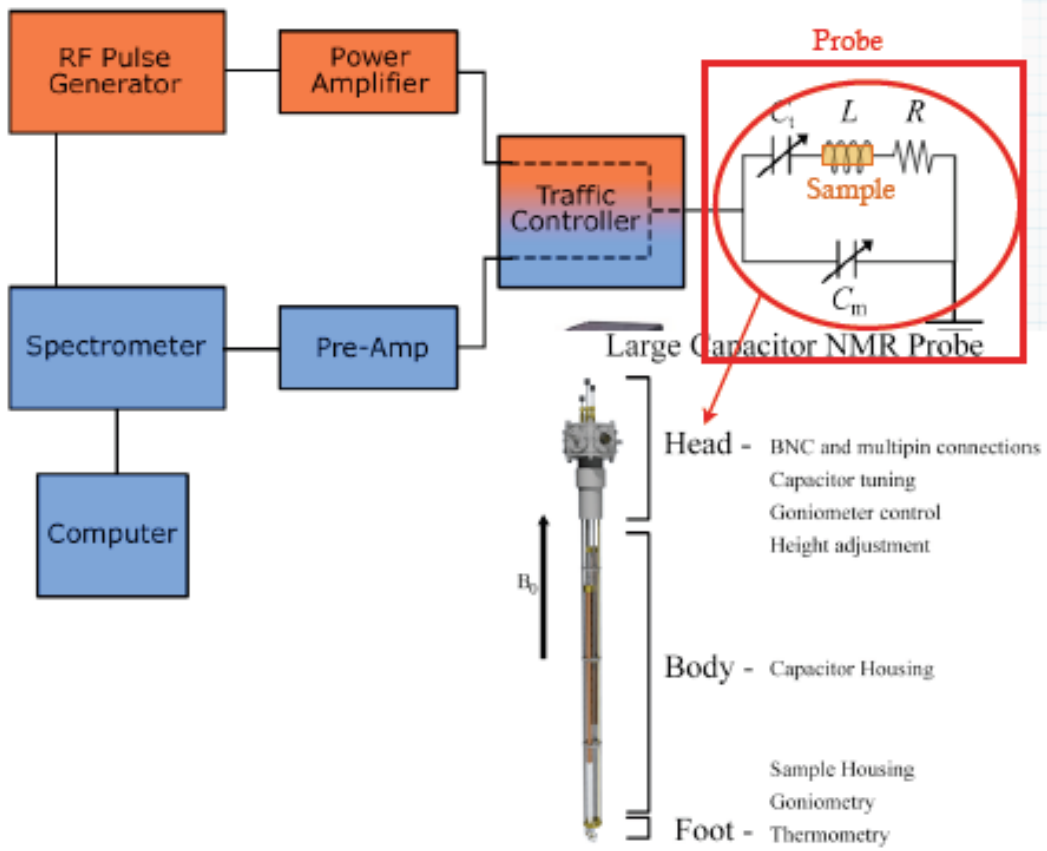 RF Pulse
Generator
Power
Amplifier
Probe
Cₜ
L
R
Sample
Traffic
Controller
Cₘ
Spectrometer
Pre-Amp
Large Capacitor NMR Probe
Computer
B₀
Head - BNC and multipin connections
Capacitor tuning
Goniometer control
Height adjustment
Body - Capacitor Housing
Sample Housing
Goniometry
Foot - Thermometry